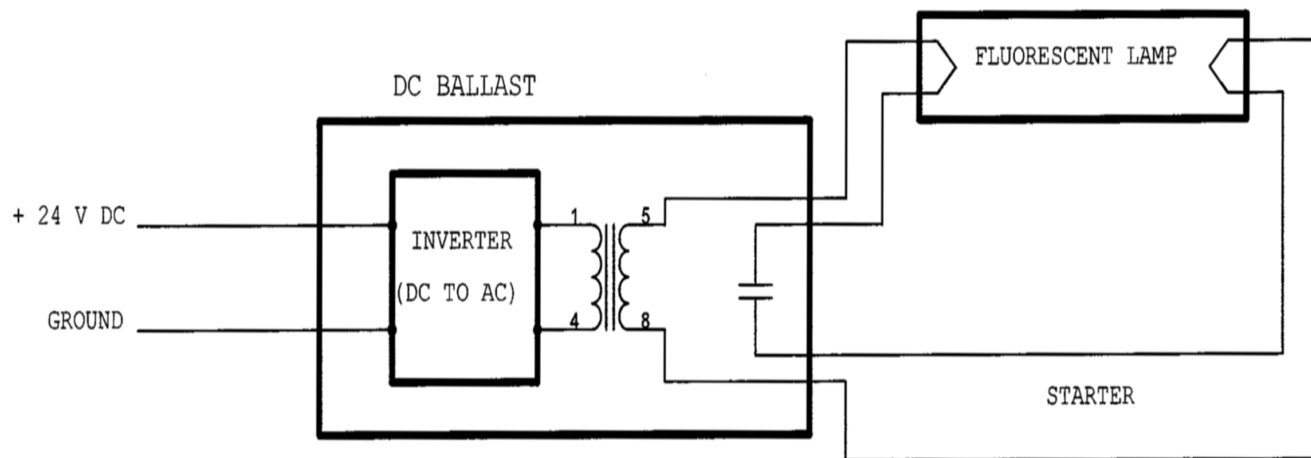 FLUORESCENT LAMP
DC BALLAST
+ 24 V DC
1
5
INVERTER
(DC TO AC)
GROUND
4
8
STARTER